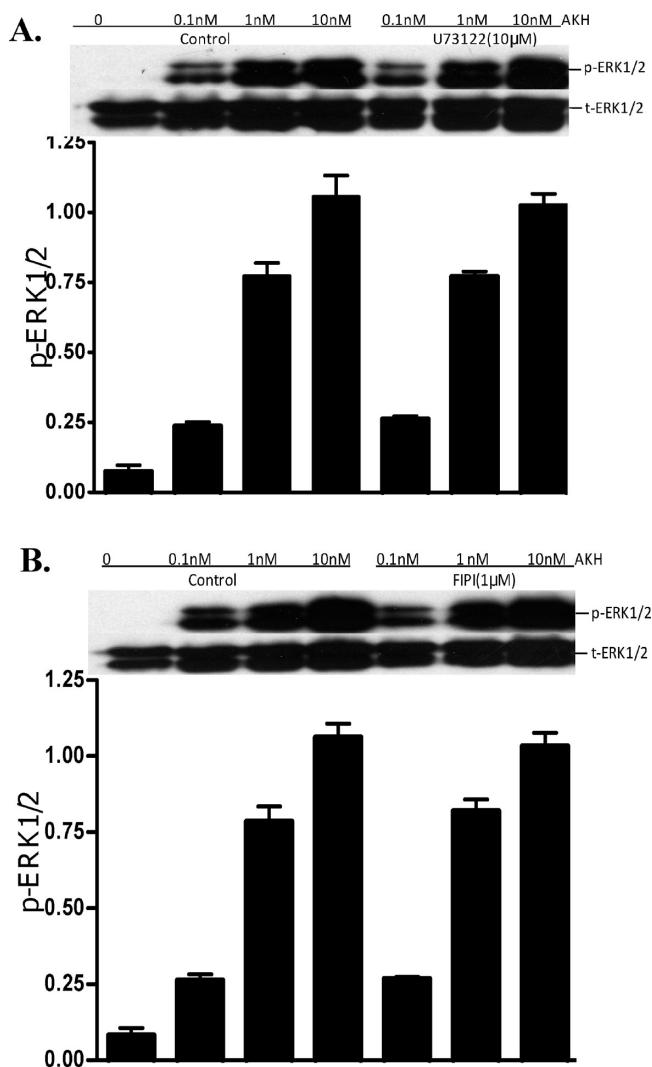 A.
0 0.1nM 1nM 10nM 0.1nM 1nM 10nM AKH
Control U73122(10µM)
p-ERK1/2
t-ERK1/2
1.25
1.00
0.75
0.50
0.25
0.00
p-ERK1/2
B.
0 0.1nM 1nM 10nM 0.1nM 1nM 10nM AKH
Control FIPI(1µM)
p-ERK1/2
t-ERK1/2
1.25
1.00
0.75
0.50
0.25
0.00
p-ERK1/2